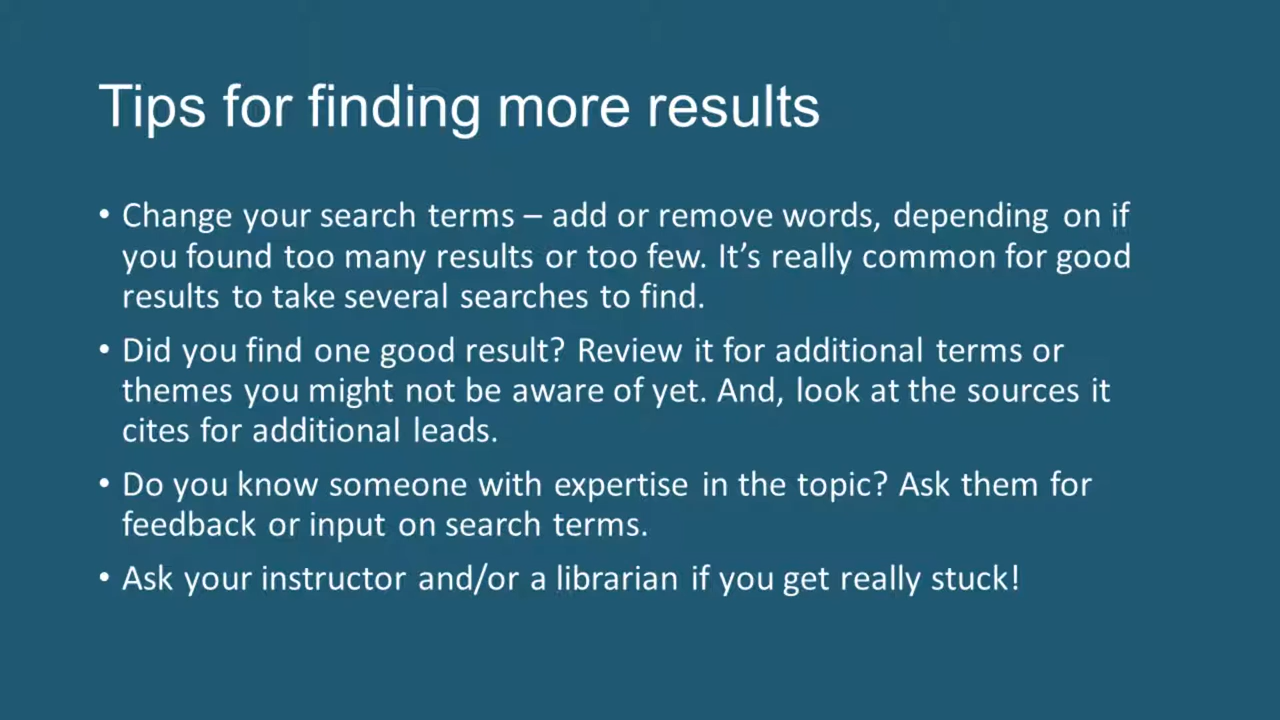 Tips for finding more results
• Change your search terms – add or remove words, depending on if
you found too many results or too few. It’s really common for good
results to take several searches to find.
• Did you find one good result? Review it for additional terms or
themes you might not be aware of yet. And, look at the sources it
cites for additional leads.
• Do you know someone with expertise in the topic? Ask them for
feedback or input on search terms.
• Ask your instructor and/or a librarian if you get really stuck!